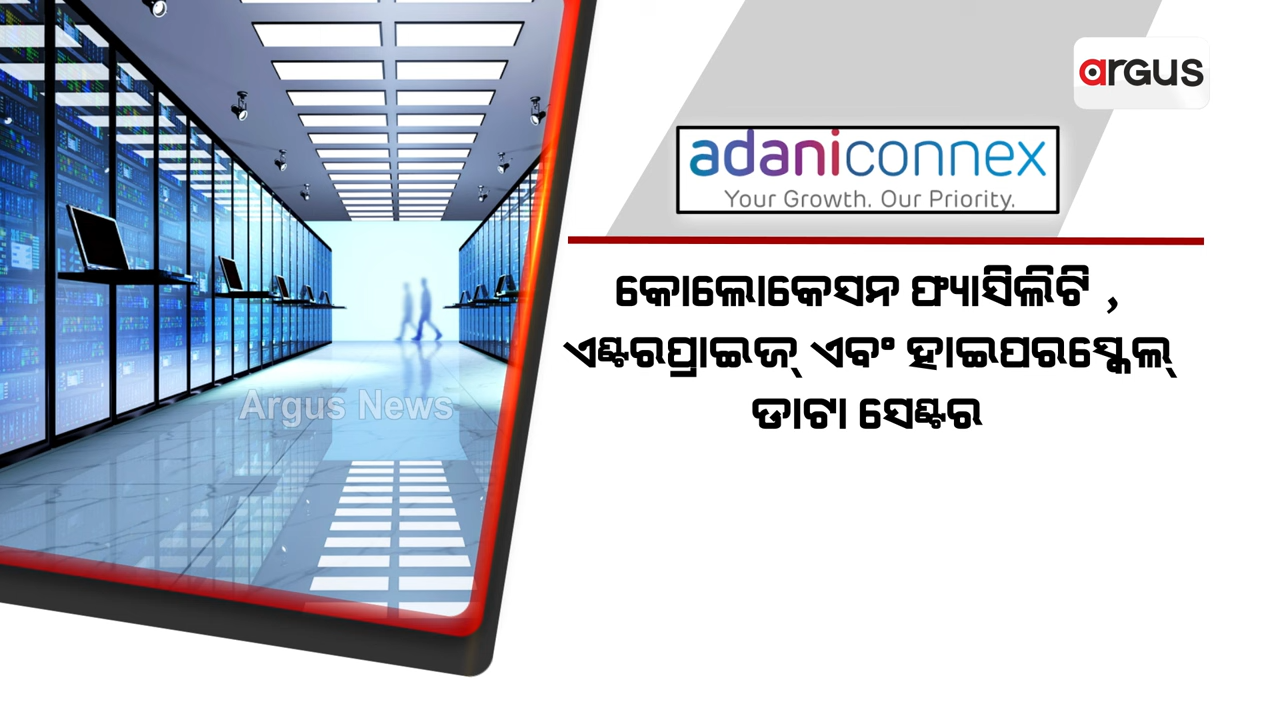 argus
adaniconnex
Your Growth. Our Priority.
କୋଲୋକେସନ ଫ୍ୟାସିଲିଟି ,
ଏଣ୍ଟରପ୍ରାଇଜ୍ ଏବଂ ହାଇପରସ୍କେଲ୍
ଡାଟା ସେଣ୍ଟର
Argus News